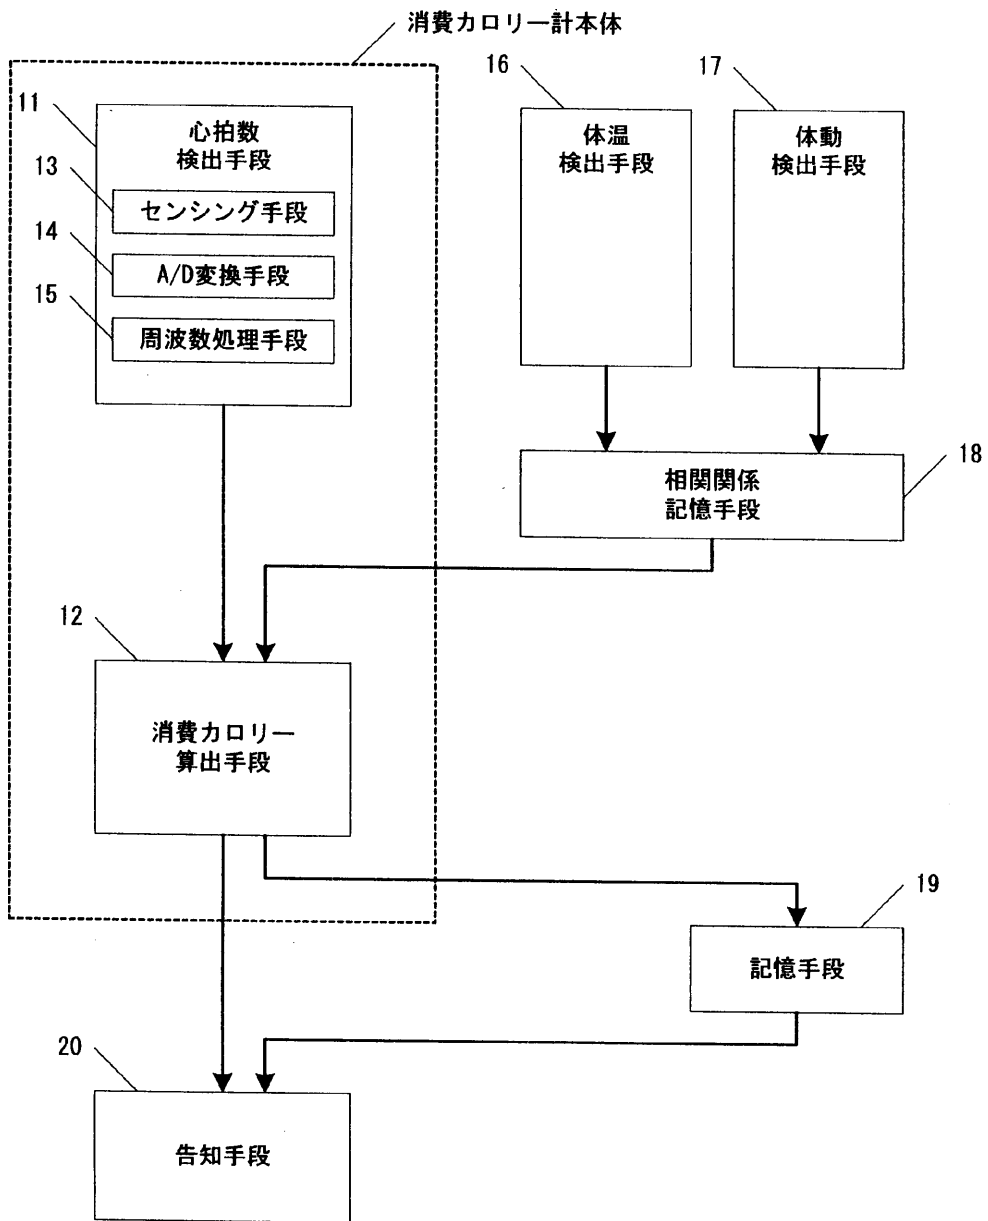 消費カロリー計本体
11
心拍数
検出手段
13
センシング手段
14
A/D変換手段
15
周波数処理手段
16
体温
検出手段
17
体動
検出手段
18
相関関係
記憶手段
12
消費カロリー
算出手段
19
記憶手段
20
告知手段